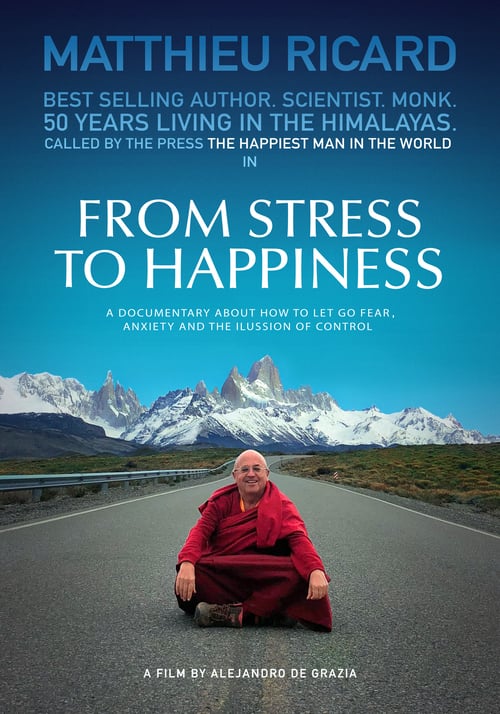 MATTHIEU RICARD
BEST SELLING AUTHOR. SCIENTIST. MONK.
50 YEARS LIVING IN THE HIMALAYAS.
CALLED BY THE PRESS THE HAPPIEST MAN IN THE WORLD
IN
FROM STRESS
TO HAPPINESS
A DOCUMENTARY ABOUT HOW TO LET GO FEAR,
ANXIETY AND THE ILUSSION OF CONTROL
A FILM BY ALEJANDRO DE GRAZIA